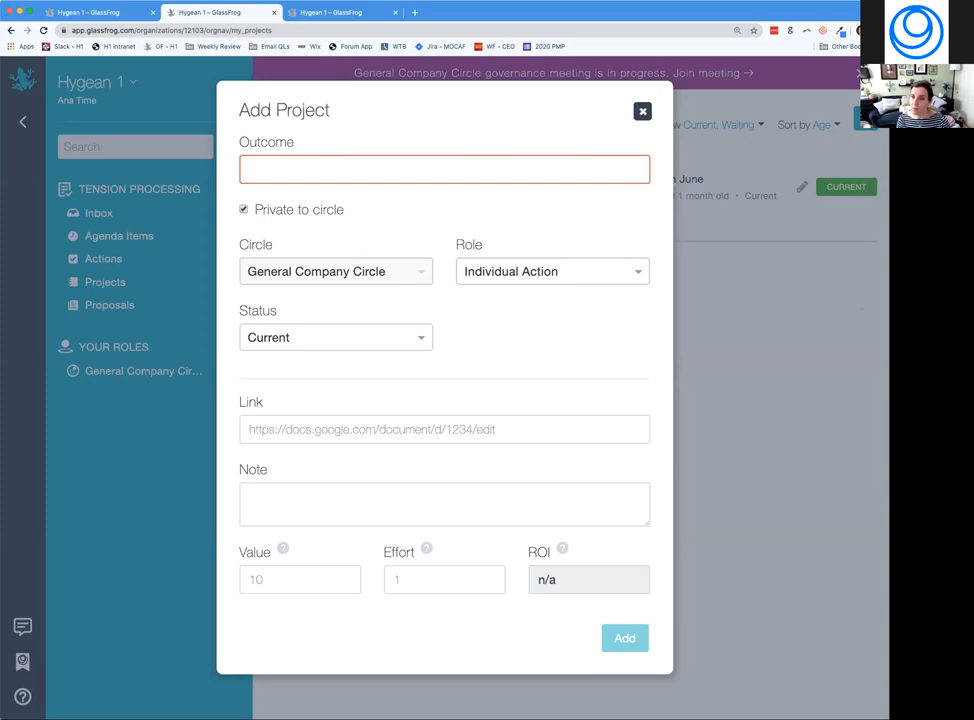 Hygean 1 – GlassFrog
Hygean 1 – GlassFrog
Hygean 1 – GlassFrog
app.glassfrog.com/organizations/12103/orgnav/my_projects
Apps
Slack - H1
H1 Intranet
GF - H1
Weekly Review
Email GLs
Wix
Forum App
WTB
Jira - MOCAF
WF - CEO
2020 PMP
Other Boo
General Company Circle governance meeting is in progress. Join meeting →
Hygean 1
Ana Time
Search
TENSION PROCESSING
Inbox
Agenda Items
Actions
Projects
Proposals
YOUR ROLES
General Company Cir...
Add Project
Outcome
Private to circle
Circle
Role
General Company Circle
Individual Action
Status
Current
Link
https://docs.google.com/document/d/1234/edit
Note
Value ?
Effort ?
ROI ?
10
1
n/a
Add
Current, Waiting
Sort by Age
June
1 month old • Current
CURRENT